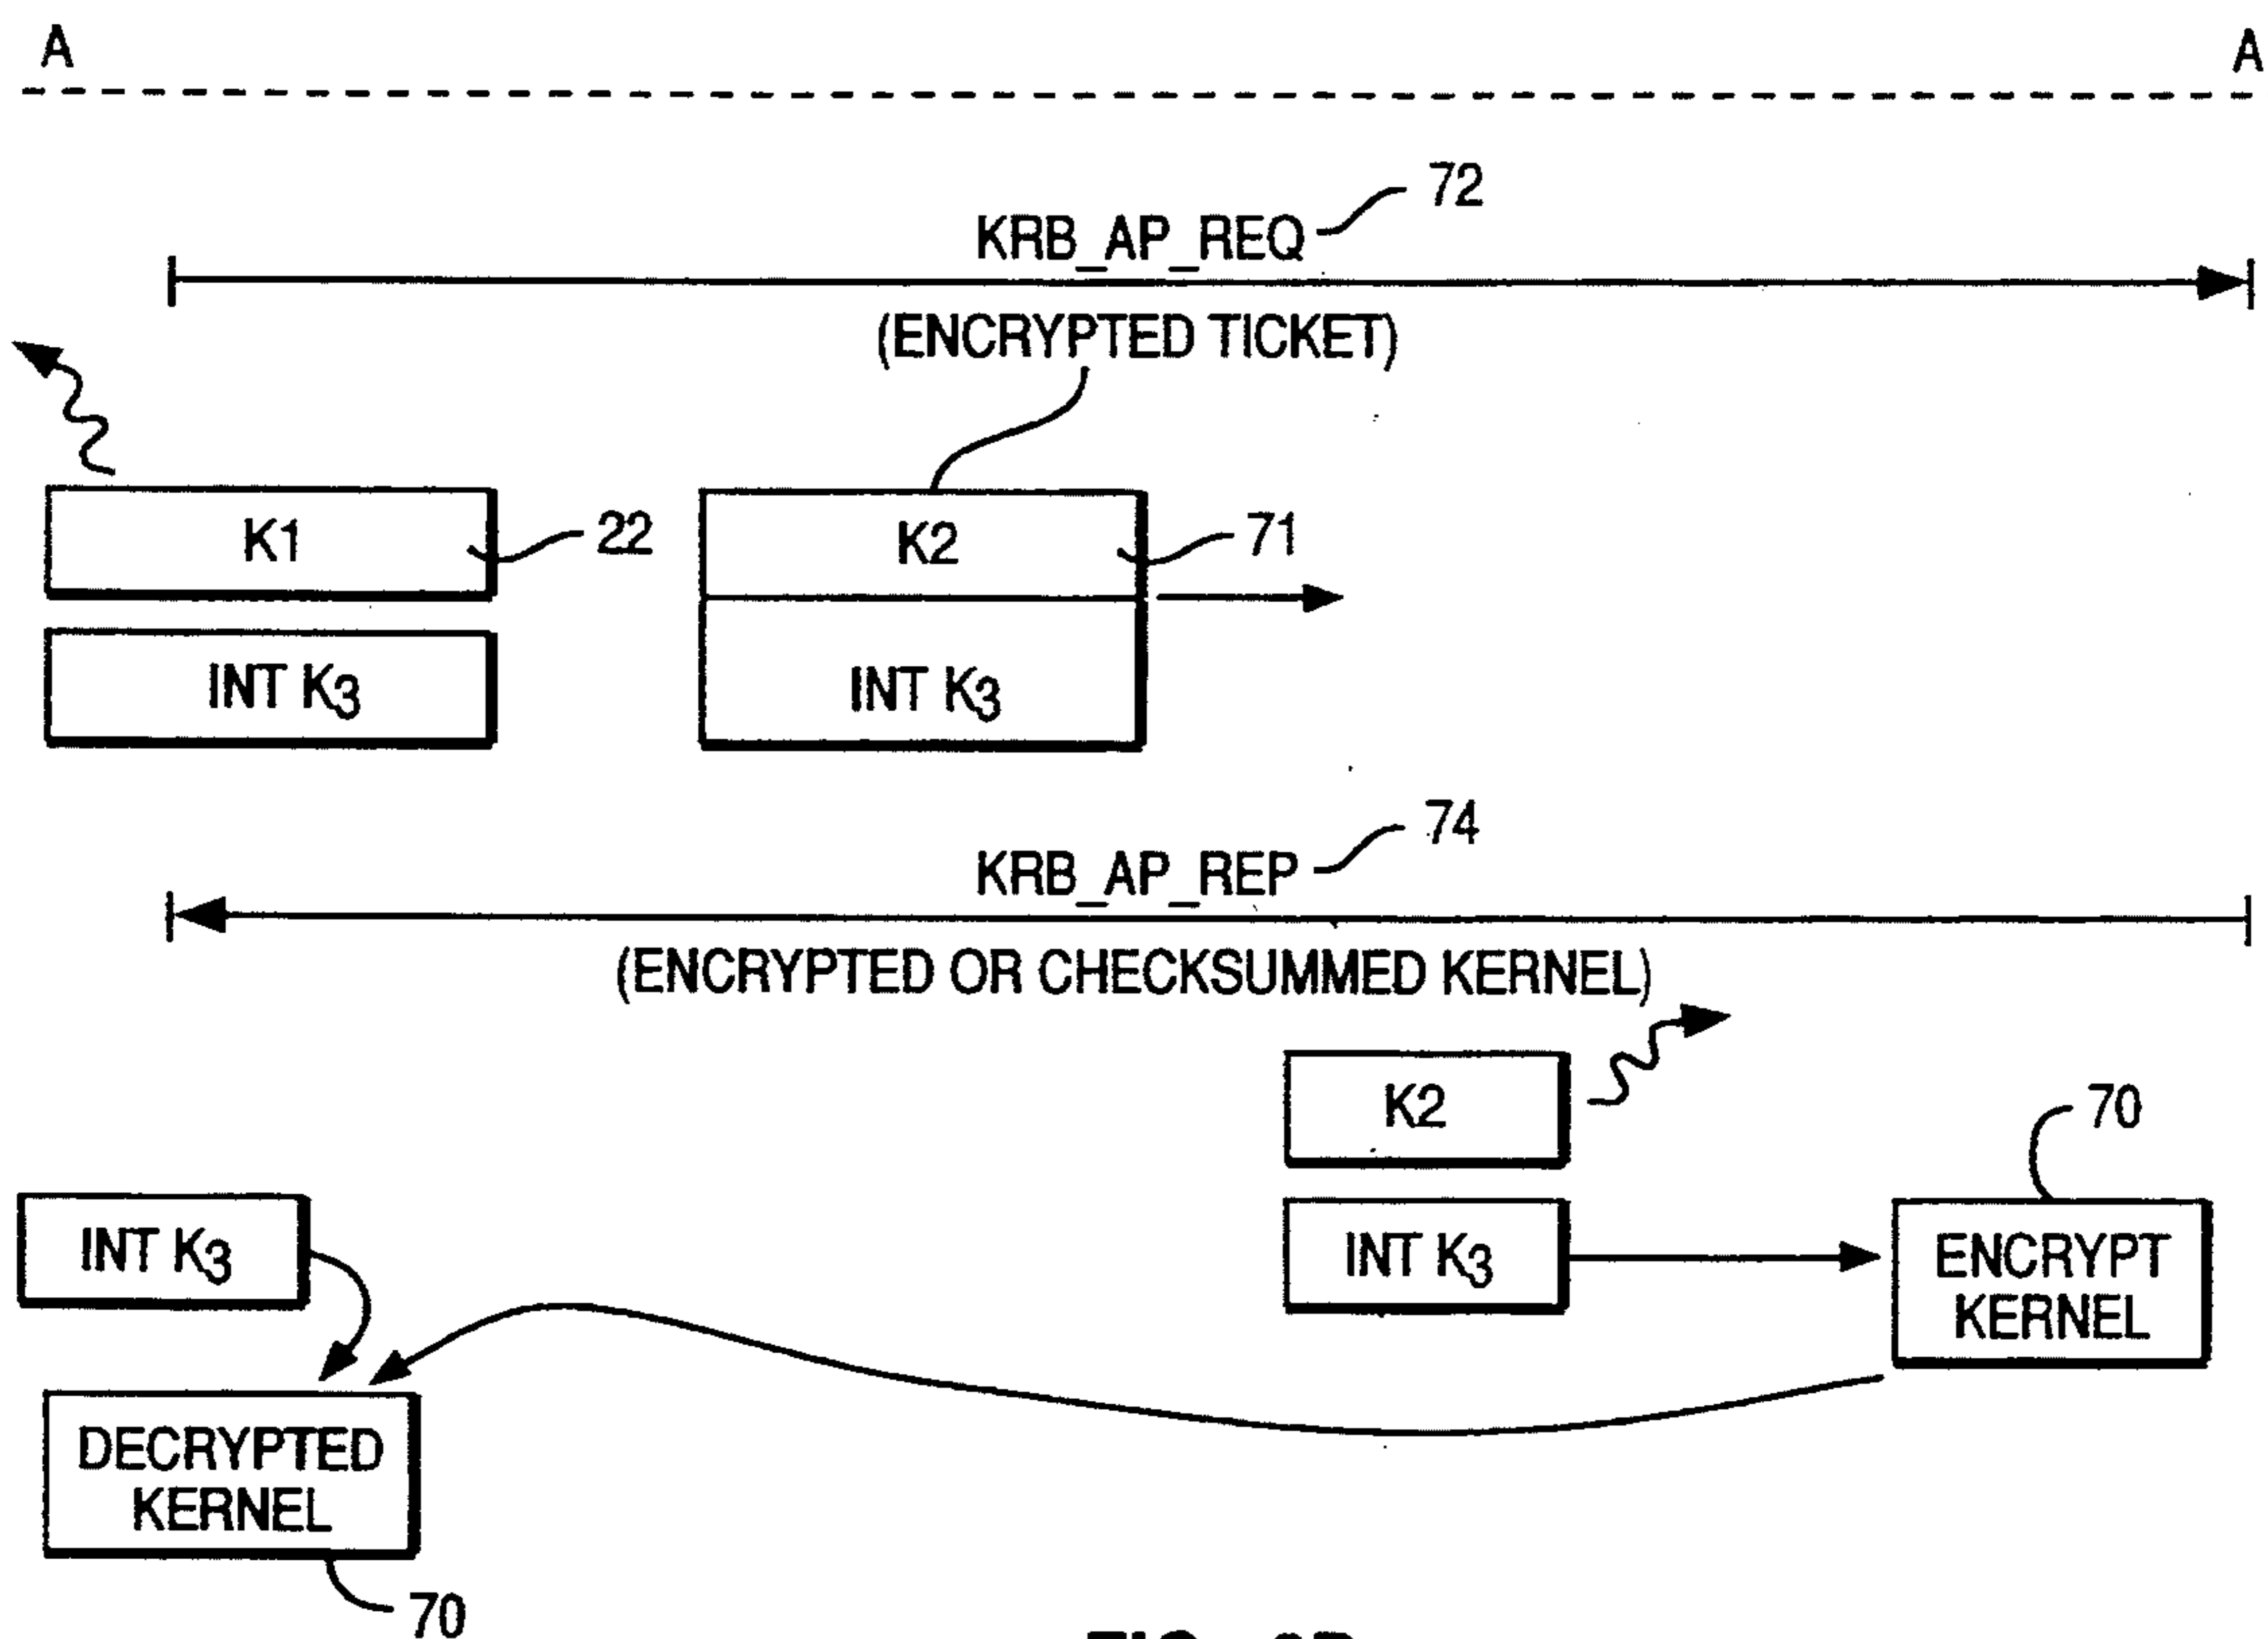 A A
72
KRB_AP_REQ
(ENCRYPTED TICKET)
K1 22
K2 71
INT K3
INT K3
74
KRB_AP_REP
(ENCRYPTED OR CHECKSUMMED KERNEL)
K2
70
INT K3
INT K3
ENCRYPT
KERNEL
DECRYPTED
KERNEL
70